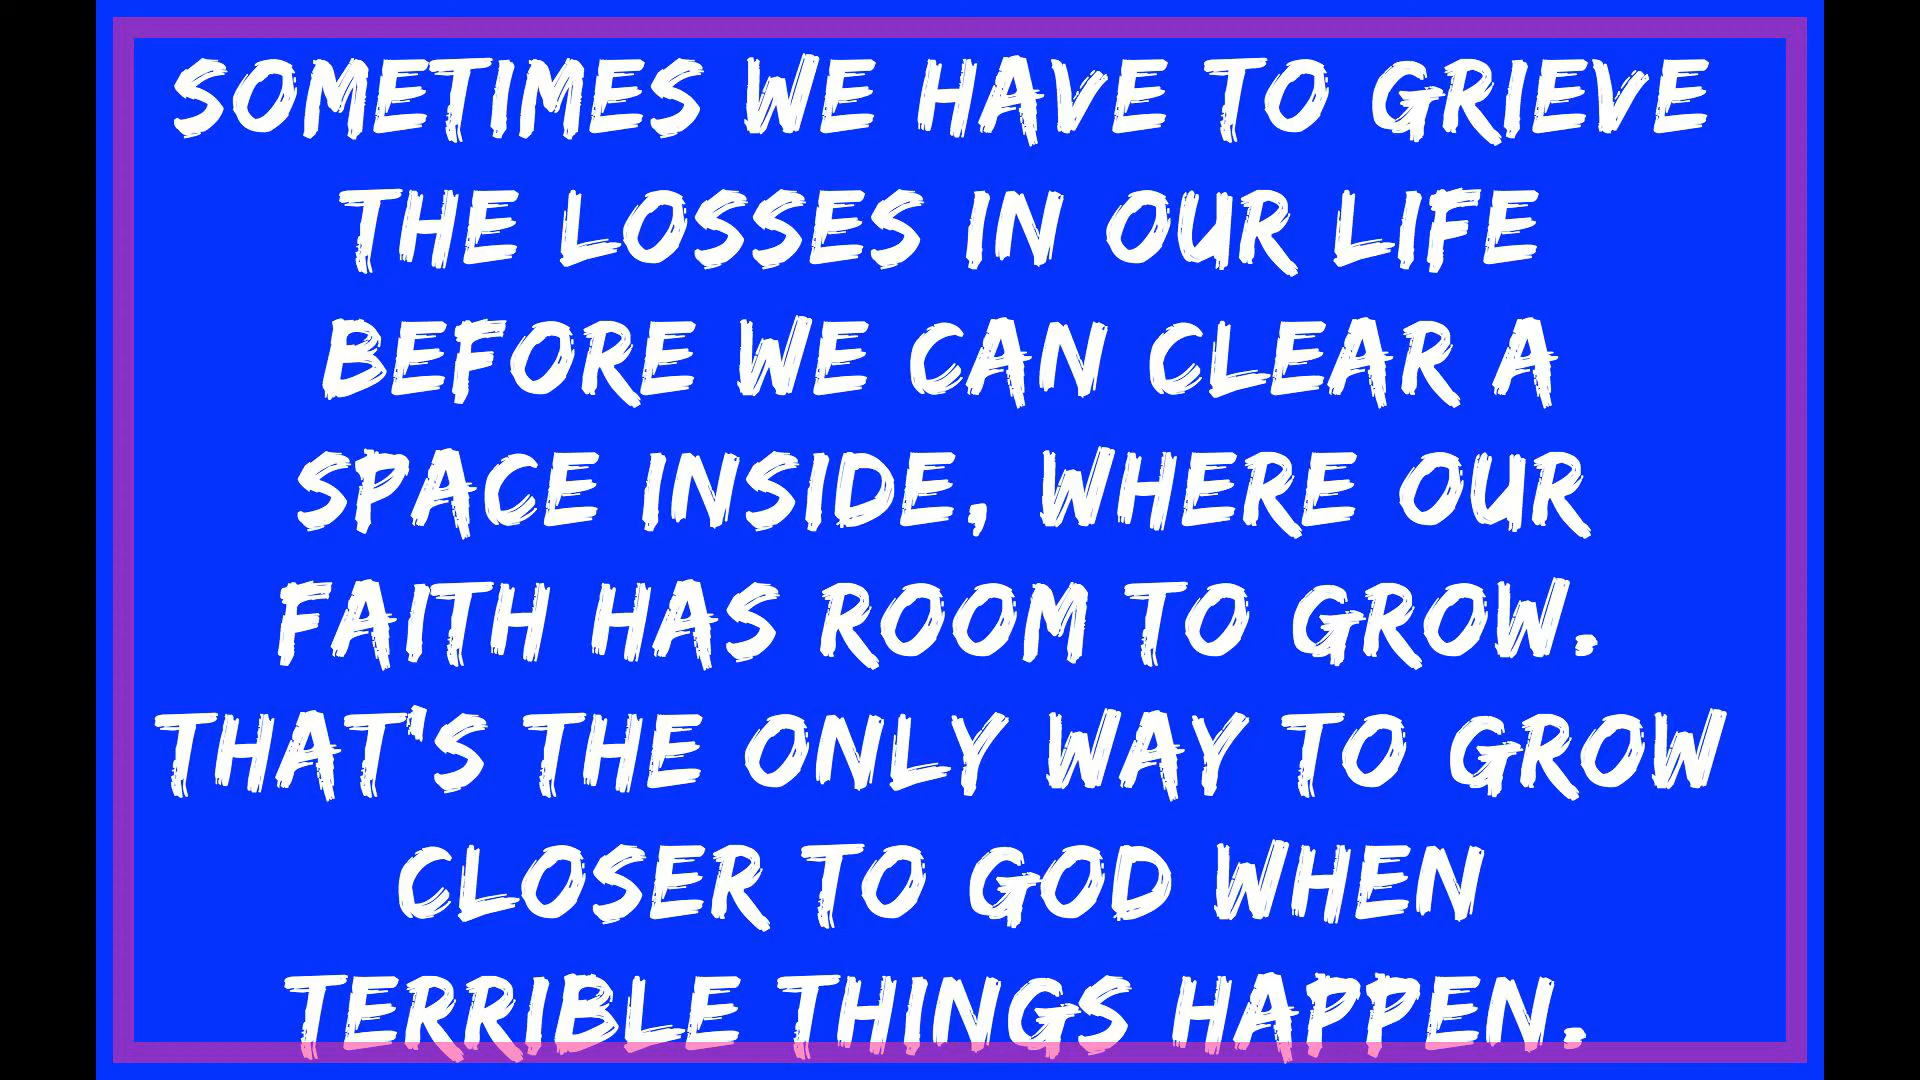 SOMETIMES WE HAVE TO GRIEVE
THE LOSSES IN OUR LIFE
BEFORE WE CAN CLEAR A
SPACE INSIDE, WHERE OUR
FAITH HAS ROOM TO GROW.
THAT'S THE ONLY WAY TO GROW
CLOSER TO GOD WHEN
TERRIBLE THINGS HAPPEN.